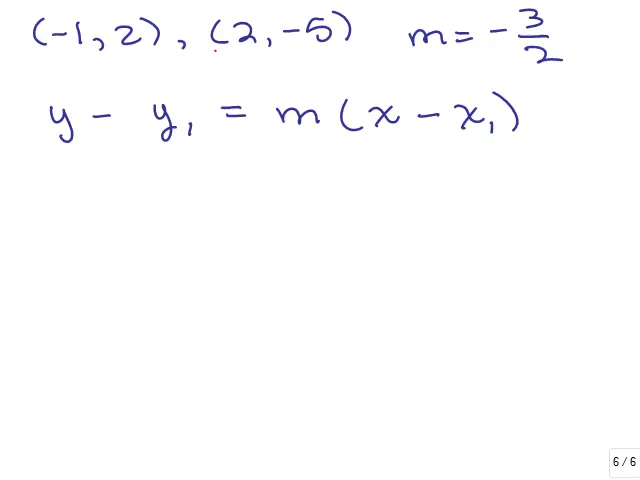 (-1, 2), (2, -5) m = -3/2
y - y₁ = m(x - x₁)
6 / 6